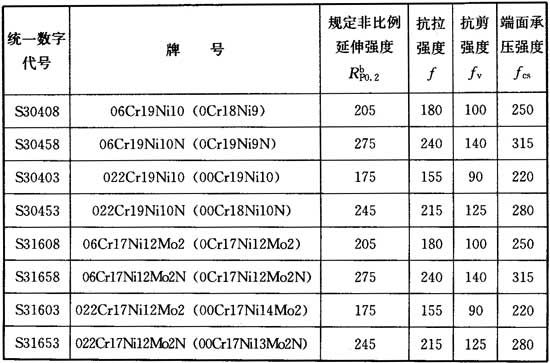 统一数字代号 牌 号 规定非比例延伸强度 R^b_P0.2 抗拉强度 f 抗剪强度 f_v 端面承压强度 f_cs
S30408 06Cr19Ni10（0Cr18Ni9） 205 180 100 250
S30458 06Cr19Ni10N（0Cr19Ni9N） 275 240 140 315
S30403 022Cr19Ni10（00Cr19Ni10） 175 155 90 220
S30453 022Cr19Ni10N（00Cr18Ni10N） 245 215 125 280
S31608 06Cr17Ni12Mo2（0Cr17Ni12Mo2） 205 180 100 250
S31658 06Cr17Ni12Mo2N（0Cr17Ni12Mo2N） 275 240 140 315
S31603 022Cr17Ni12Mo2（00Cr17Ni14Mo2） 175 155 90 220
S31653 022Cr17Ni12Mo2N（00Cr17Ni13Mo2N） 245 215 125 280